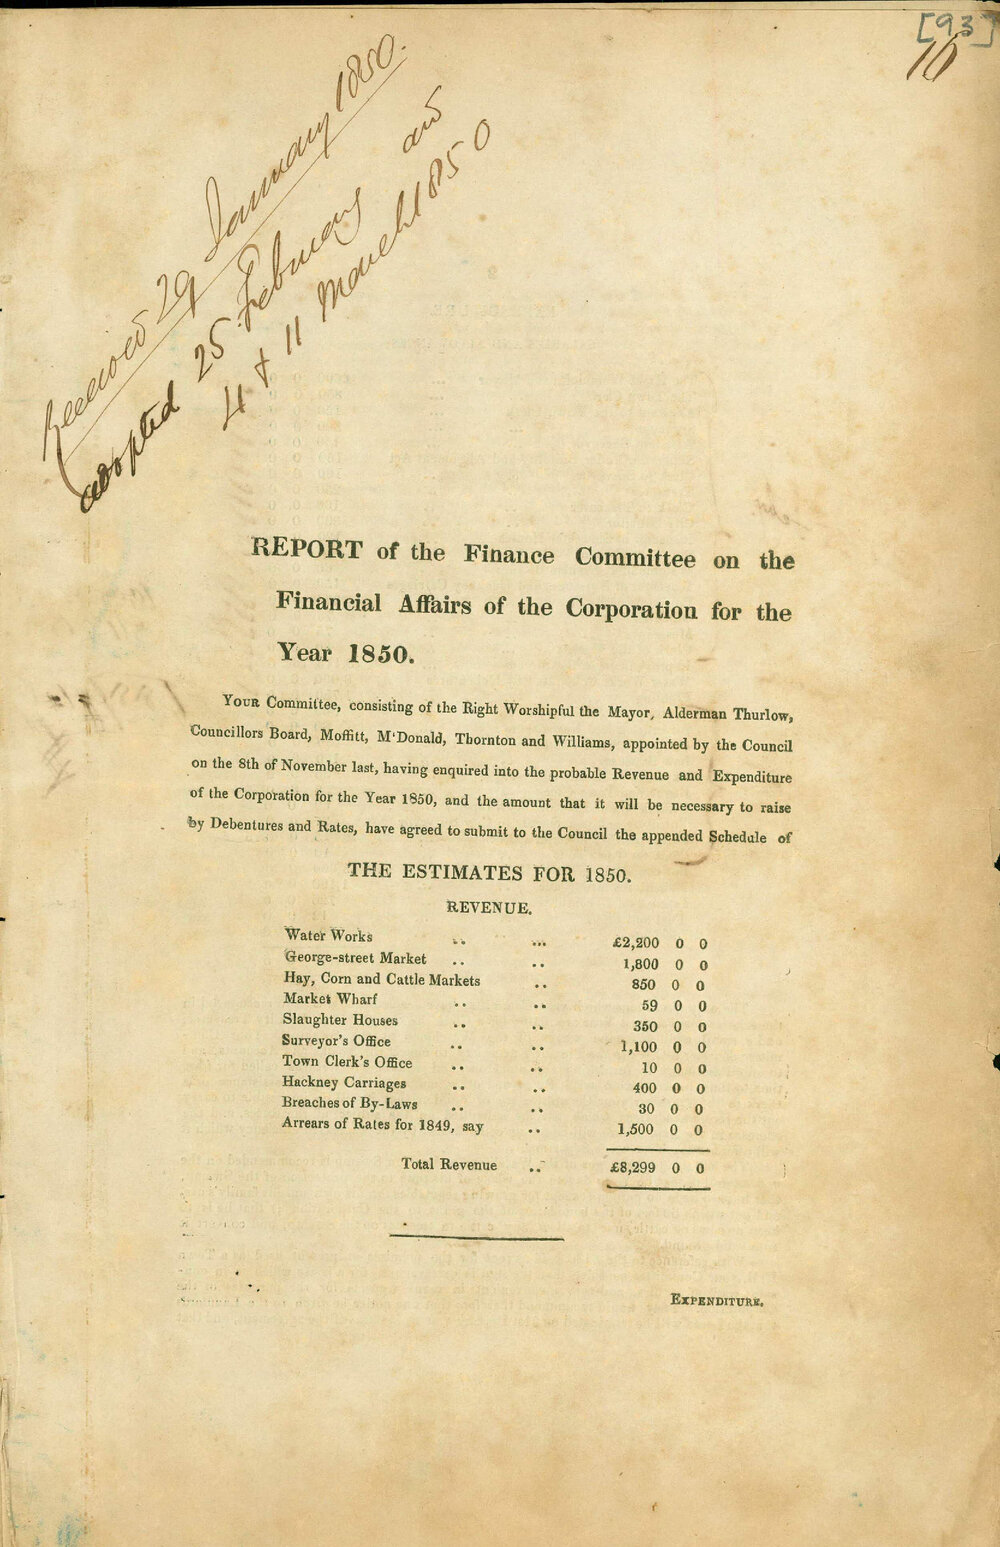 [93]
10
Received 29 January 1850.
adopted 25 February and
4 + 11 March 1850
REPORT of the Finance Committee on the
Financial Affairs of the Corporation for the
Year 1850.
YOUR Committee, consisting of the Right Worshipful the Mayor, Alderman Thurlow,
Councillors Board, Moffitt, M'Donald, Thornton and Williams, appointed by the Council
on the 8th of November last, having enquired into the probable Revenue and Expenditure
of the Corporation for the Year 1850, and the amount that it will be necessary to raise
by Debentures and Rates, have agreed to submit to the Council the appended Schedule of
THE ESTIMATES FOR 1850.
REVENUE.
Water Works .. ... £2,200 0 0
George-street Market .. .. 1,800 0 0
Hay, Corn and Cattle Markets .. 850 0 0
Market Wharf .. .. 59 0 0
Slaughter Houses .. .. 350 0 0
Surveyor's Office .. .. 1,100 0 0
Town Clerk's Office .. .. 10 0 0
Hackney Carriages .. .. 400 0 0
Breaches of By-Laws .. .. 30 0 0
Arrears of Rates for 1849, say .. 1,500 0 0
Total Revenue .. £8,299 0 0
EXPENDITURE.